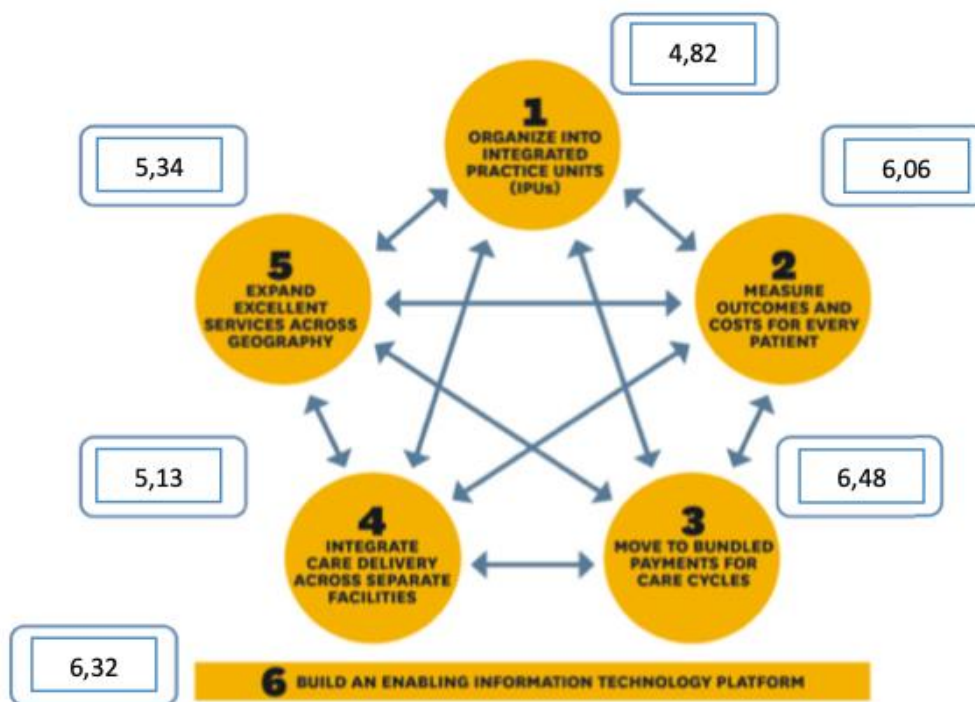 4,82
1
ORGANIZE INTO
INTEGRATED
PRACTICE UNITS
(IPUs)
5,34
6,06
5
EXPAND
EXCELLENT
SERVICES ACROSS
GEOGRAPHY
2
MEASURE
OUTCOMES AND
COSTS FOR EVERY
PATIENT
5,13
6,48
4
INTEGRATE
CARE DELIVERY
ACROSS SEPARATE
FACILITIES
3
MOVE TO BUNDLED
PAYMENTS FOR
CARE CYCLES
6,32
6 BUILD AN ENABLING INFORMATION TECHNOLOGY PLATFORM